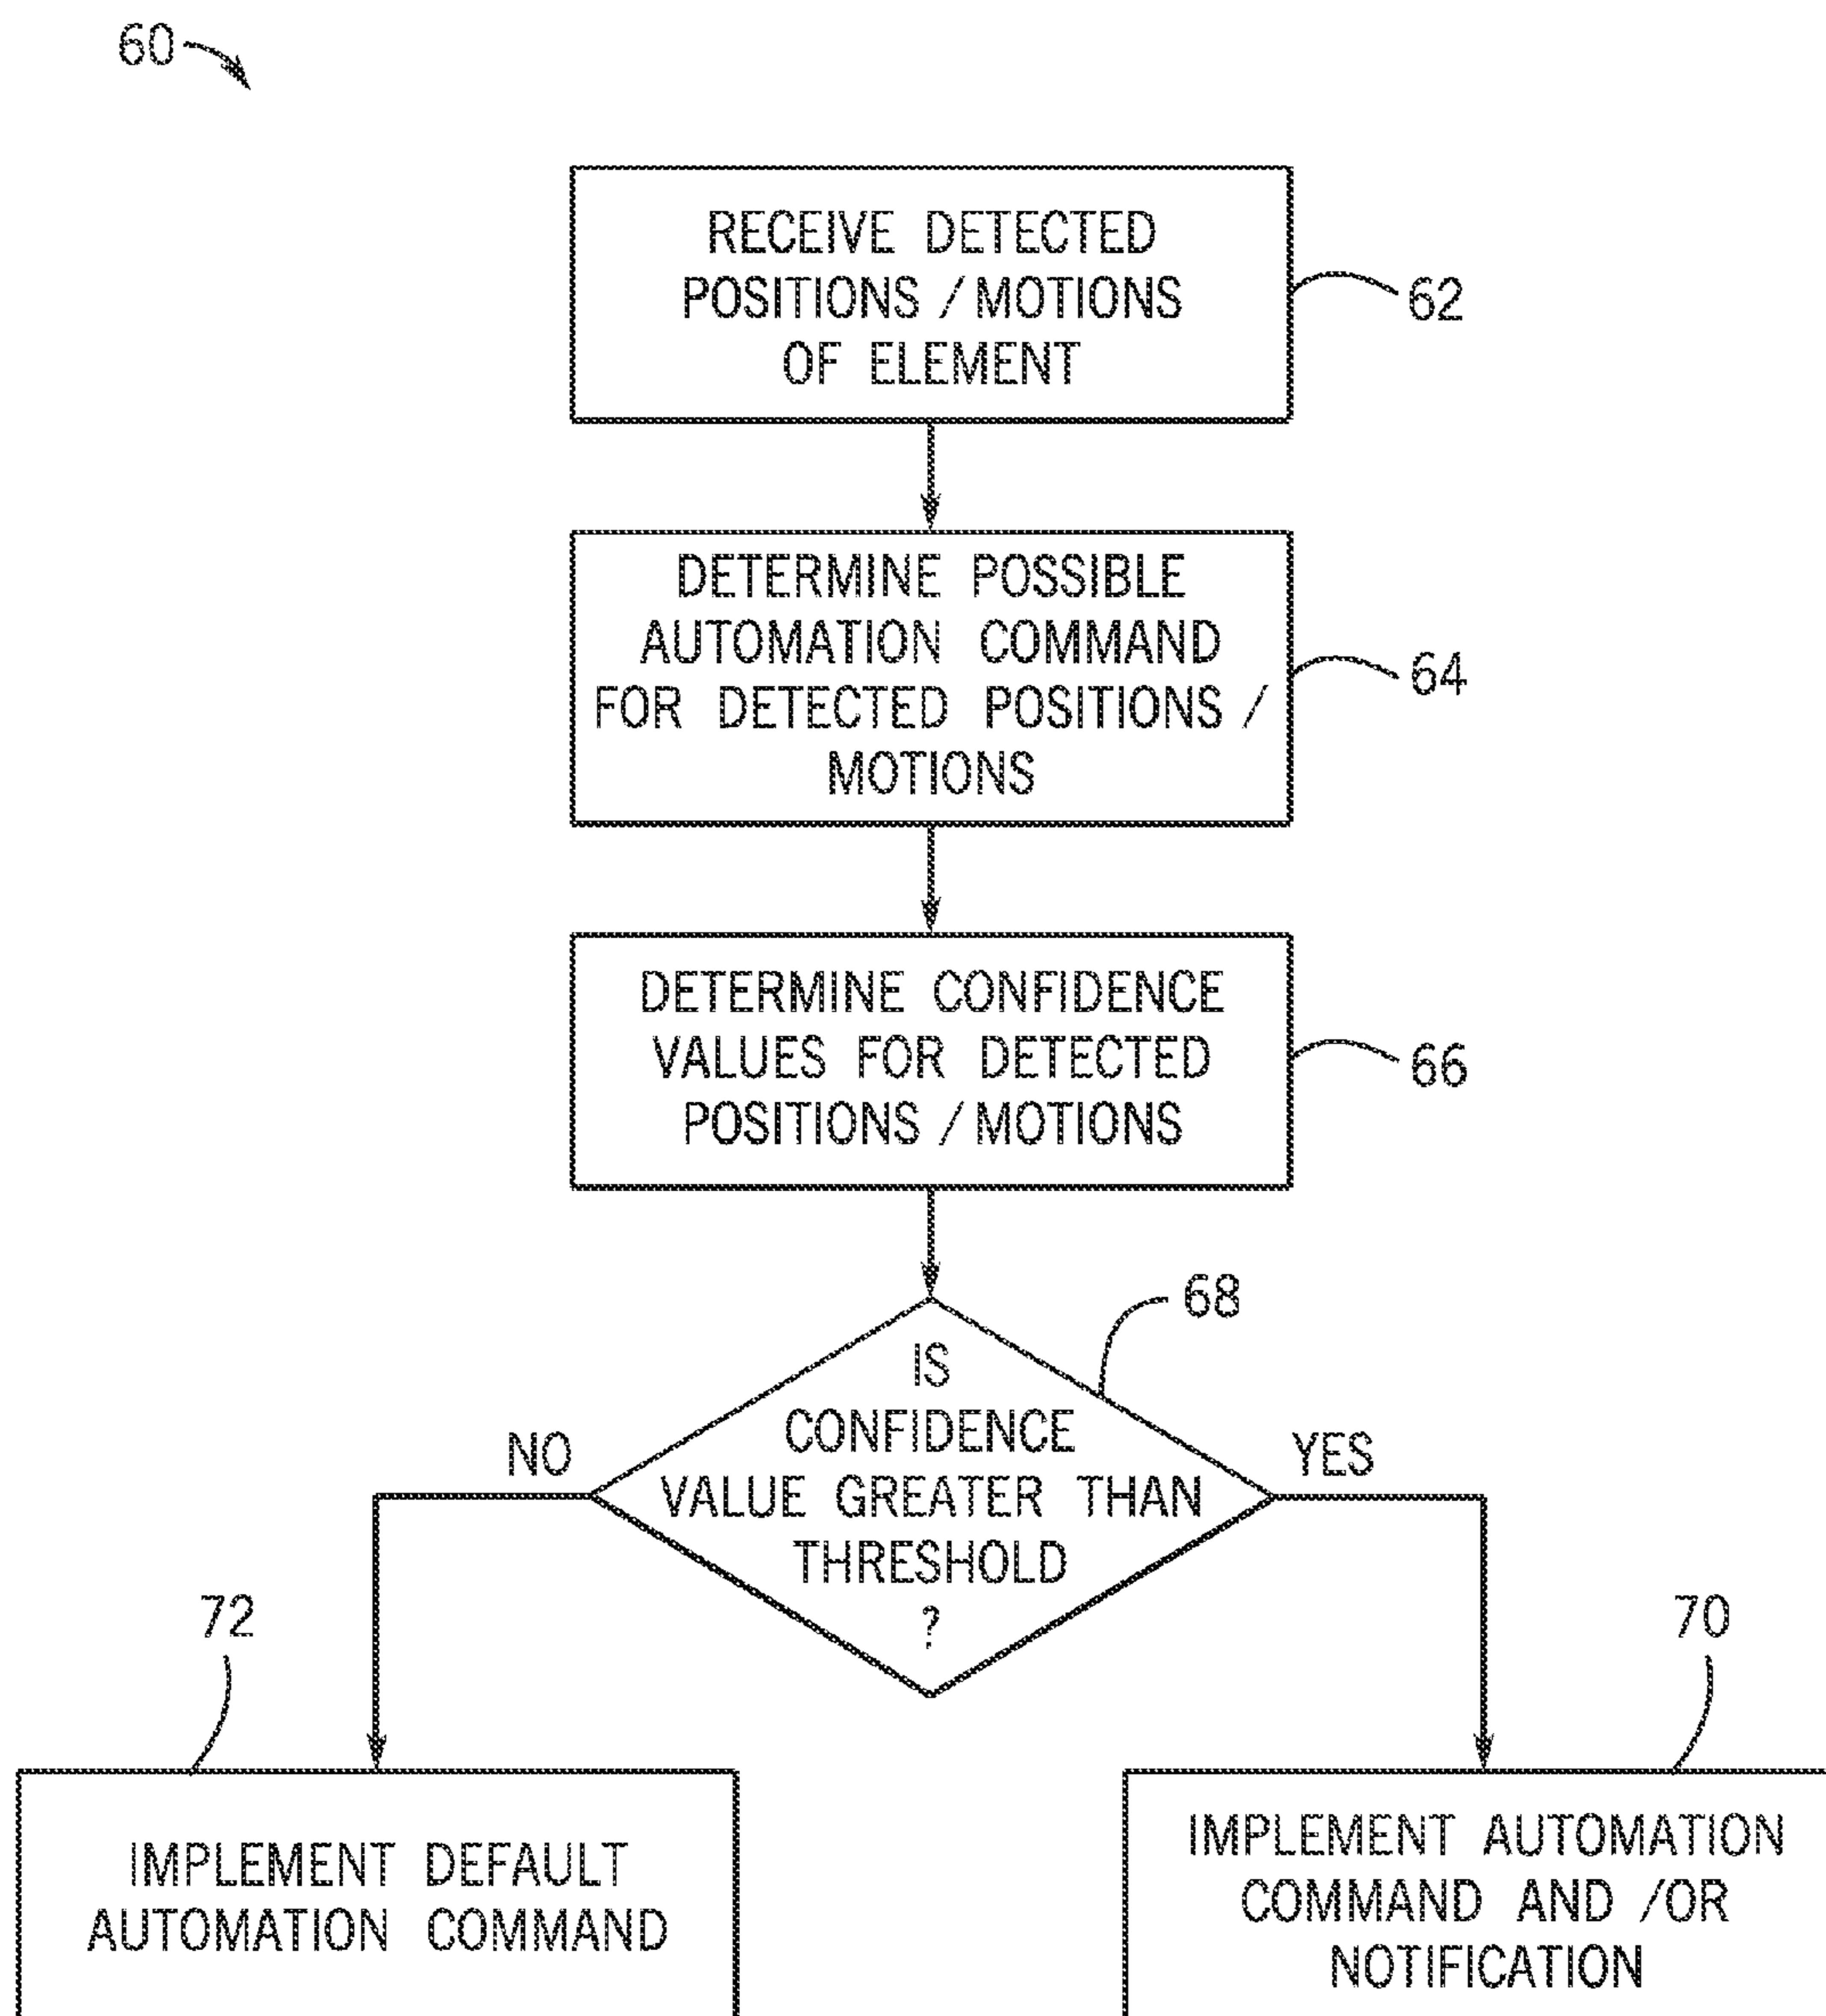 60
RECEIVE DETECTED
POSITIONS / MOTIONS
OF ELEMENT
62
DETERMINE POSSIBLE
AUTOMATION COMMAND
FOR DETECTED POSITIONS /
MOTIONS
64
DETERMINE CONFIDENCE
VALUES FOR DETECTED
POSITIONS / MOTIONS
66
68
IS
CONFIDENCE
VALUE GREATER THAN
THRESHOLD
?
NO
YES
72
70
IMPLEMENT DEFAULT
AUTOMATION COMMAND
IMPLEMENT AUTOMATION
COMMAND AND /OR
NOTIFICATION